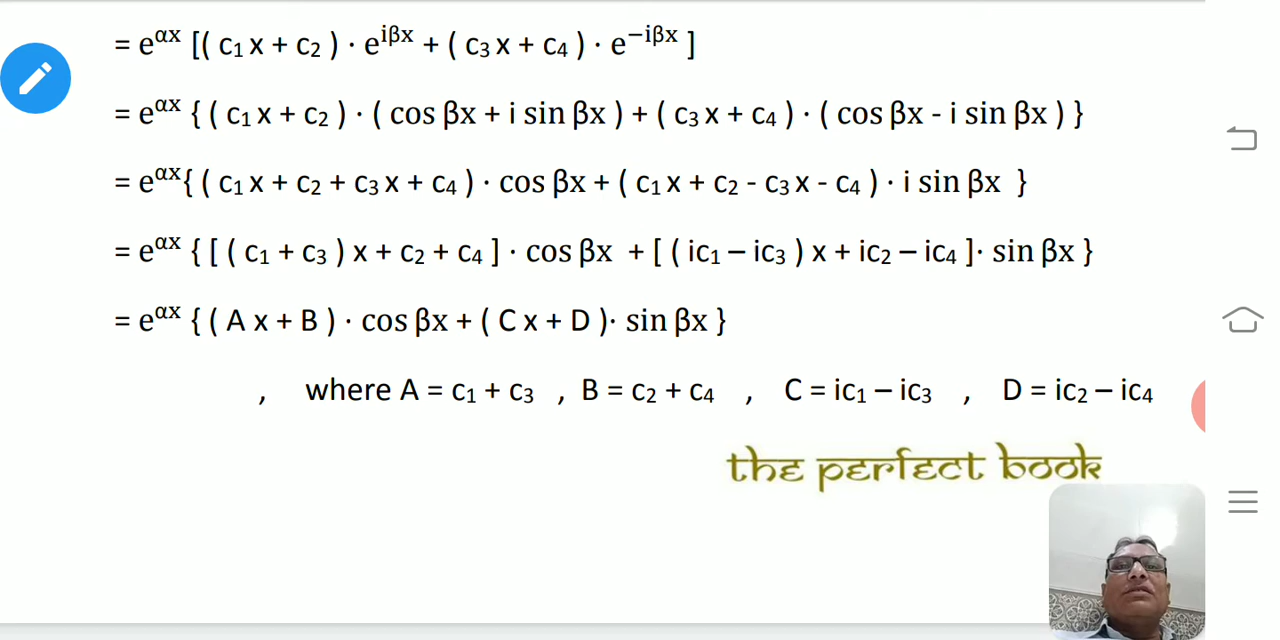 = e^αx [( c₁ x + c₂ ) · e^iβx + ( c₃ x + c₄ ) · e^−iβx ]
= e^αx { ( c₁ x + c₂ ) · ( cos βx + i sin βx ) + ( c₃ x + c₄ ) · ( cos βx - i sin βx ) }
= e^αx{ ( c₁ x + c₂ + c₃ x + c₄ ) · cos βx + ( c₁ x + c₂ - c₃ x - c₄ ) · i sin βx }
= e^αx { [ ( c₁ + c₃ ) x + c₂ + c₄ ] · cos βx + [ ( ic₁ − ic₃ ) x + ic₂ − ic₄ ]· sin βx }
= e^αx { ( A x + B ) · cos βx + ( C x + D )· sin βx }
, where A = c₁ + c₃ , B = c₂ + c₄ , C = ic₁ − ic₃ , D = ic₂ − ic₄
the perfect book